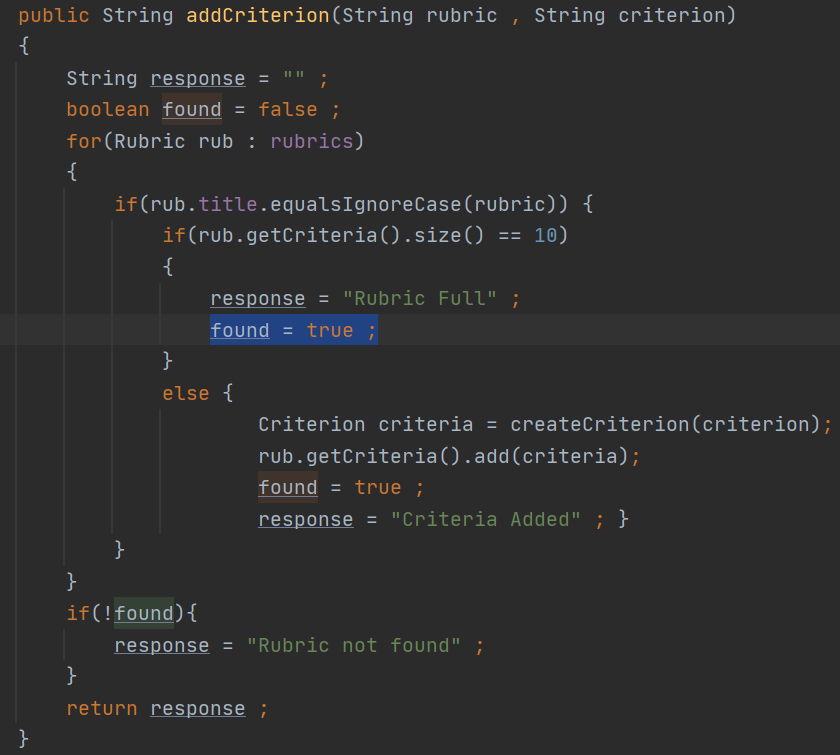 public String addCriterion(String rubric , String criterion)
{
    String response = "" ;
    boolean found = false ;
    for(Rubric rub : rubrics)
    {
        if(rub.title.equalsIgnoreCase(rubric)) {
            if(rub.getCriteria().size() == 10)
            {
                response = "Rubric Full" ;
                found = true ;
            }
            else {
                    Criterion criteria = createCriterion(criterion);
                    rub.getCriteria().add(criteria);
                    found = true ;
                    response = "Criteria Added" ; }
        }
    }
    if(!found){
        response = "Rubric not found" ;
    }
    return response ;
}